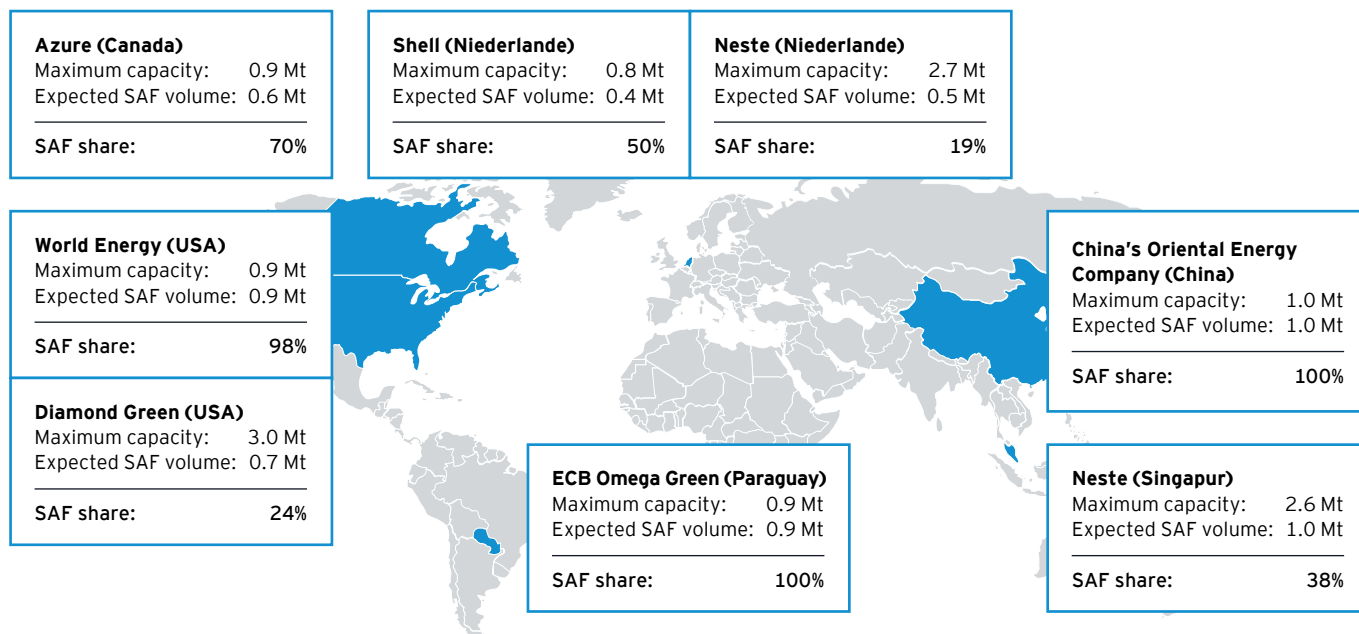 Azure (Canada)
Maximum capacity: 0.9 Mt
Expected SAF volume: 0.6 Mt
SAF share: 70%
Shell (Niederlande)
Maximum capacity: 0.8 Mt
Expected SAF volume: 0.4 Mt
SAF share: 50%
Neste (Niederlande)
Maximum capacity: 2.7 Mt
Expected SAF volume: 0.5 Mt
SAF share: 19%
World Energy (USA)
Maximum capacity: 0.9 Mt
Expected SAF volume: 0.9 Mt
SAF share: 98%
China's Oriental Energy
Company (China)
Maximum capacity: 1.0 Mt
Expected SAF volume: 1.0 Mt
SAF share: 100%
Diamond Green (USA)
Maximum capacity: 3.0 Mt
Expected SAF volume: 0.7 Mt
SAF share: 24%
ECB Omega Green (Paraguay)
Maximum capacity: 0.9 Mt
Expected SAF volume: 0.9 Mt
SAF share: 100%
Neste (Singapur)
Maximum capacity: 2.6 Mt
Expected SAF volume: 1.0 Mt
SAF share: 38%